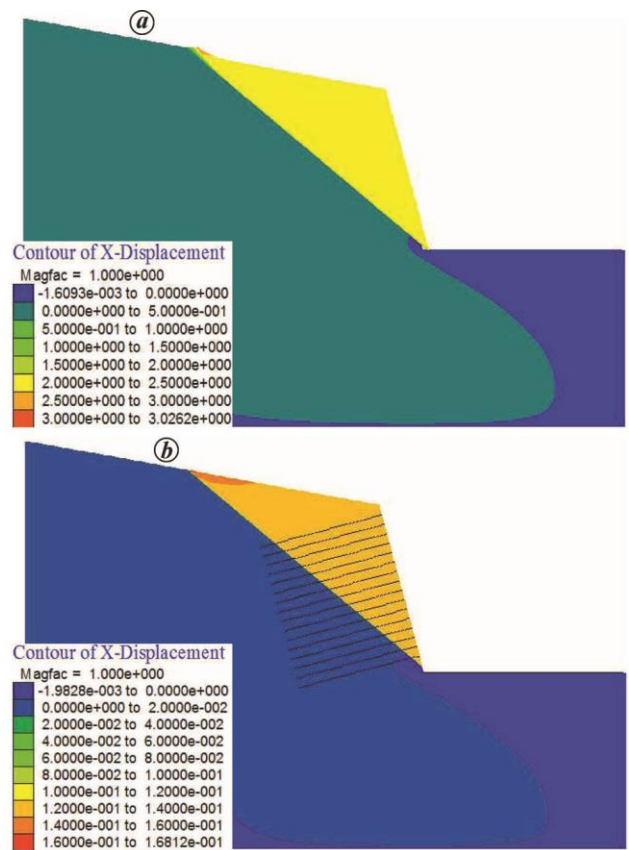 a
Contour of X-Displacement
Magfac = 1.000e+000
-1.6093e-003 to 0.0000e+000
0.0000e+000 to 5.0000e-001
5.0000e-001 to 1.0000e+000
1.0000e+000 to 1.5000e+000
1.5000e+000 to 2.0000e+000
2.0000e+000 to 2.5000e+000
2.5000e+000 to 3.0000e+000
3.0000e+000 to 3.0262e+000
b
Contour of X-Displacement
Magfac = 1.000e+000
-1.9828e-003 to 0.0000e+000
0.0000e+000 to 2.0000e-002
2.0000e-002 to 4.0000e-002
4.0000e-002 to 6.0000e-002
6.0000e-002 to 8.0000e-002
8.0000e-002 to 1.0000e-001
1.0000e-001 to 1.2000e-001
1.2000e-001 to 1.4000e-001
1.4000e-001 to 1.6000e-001
1.6000e-001 to 1.6812e-001